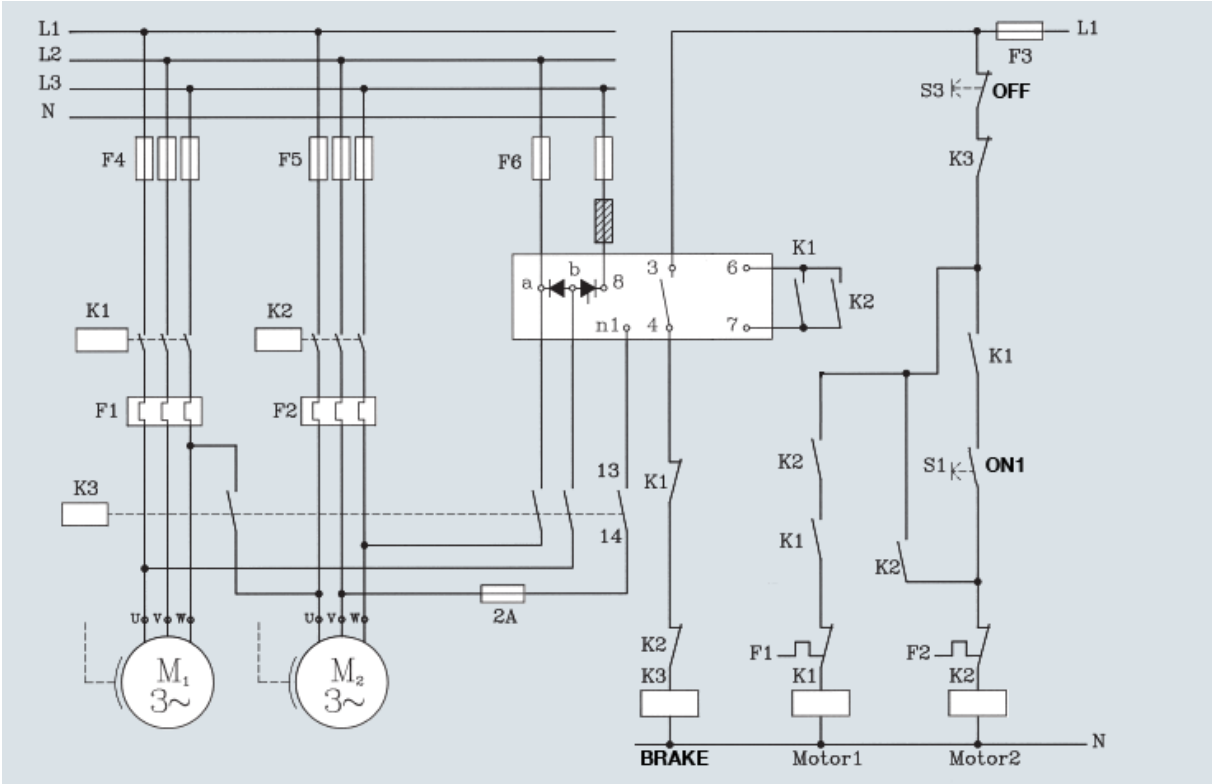 L1
L1
L2
F3
L3
S3 OFF
N
F4
F5
F6
K3
K1
b
3
6
a
8
K2
K1
K2
n1
4
7
K1
F1
F2
13
K2
S1 ON1
K3
K1
14
K1
K2
2A
U V W
U V W
K2
F1
F2
M1
M2
K3
K1
K2
3~
3~
N
BRAKE
Motor1
Motor2